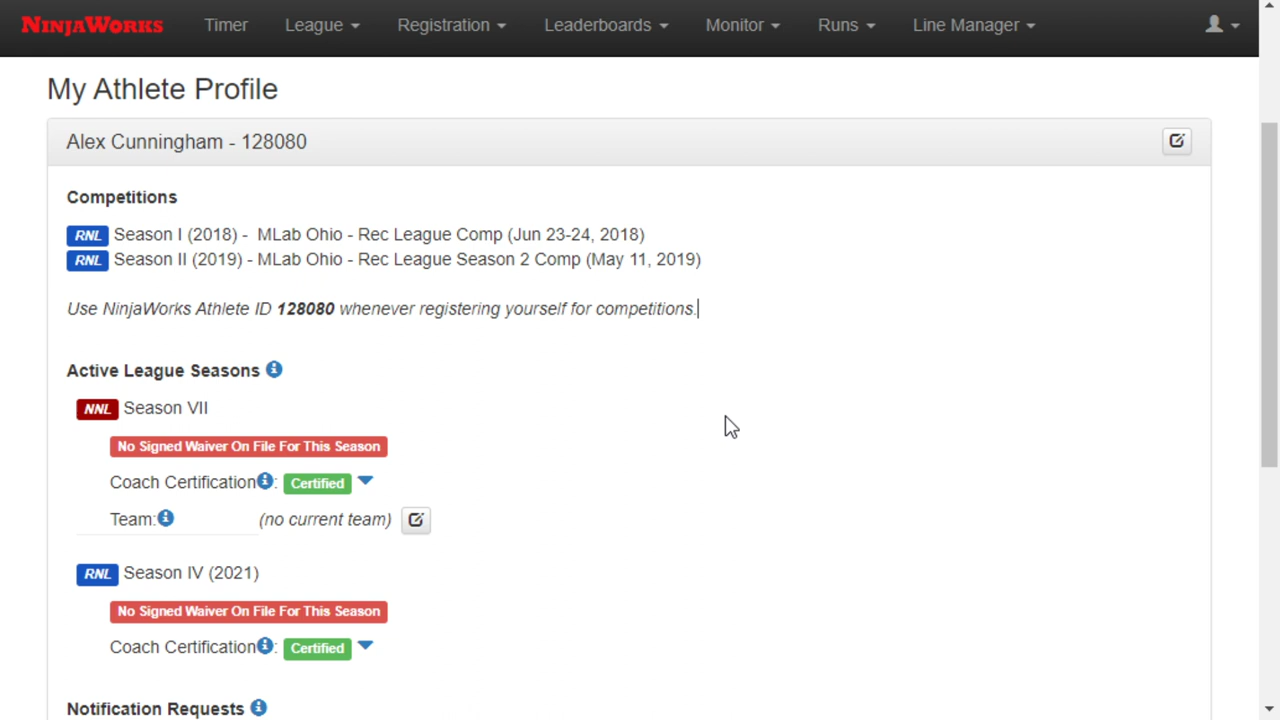 NINJAWORKS Timer League Registration Leaderboards Monitor Runs Line Manager
My Athlete Profile
Alex Cunningham - 128080
Competitions
RNL Season I (2018) - MLab Ohio - Rec League Comp (Jun 23-24, 2018)
RNL Season II (2019) - MLab Ohio - Rec League Season 2 Comp (May 11, 2019)
Use NinjaWorks Athlete ID 128080 whenever registering yourself for competitions.
Active League Seasons
NNL Season VII
No Signed Waiver On File For This Season
Coach Certification : Certified
Team: (no current team)
RNL Season IV (2021)
No Signed Waiver On File For This Season
Coach Certification : Certified
Notification Requests